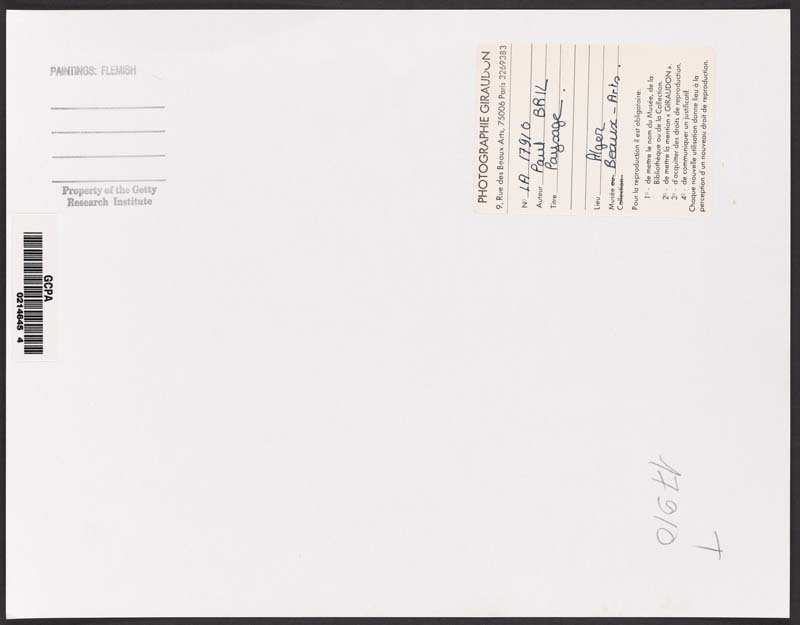 PAINTINGS: FLEMISH
Property of the Getty
Research Institute
GCPA
0214645 4
PHOTOGRAPHIE GIRAUDON
9, Rue des Beaux Arts, 75006 Paris 3269383
N° LA 17910
Auteur Paul BRIL
Titre Paysage.
Lieu Alger
Musée ou Beaux-Arts.
Collection
Pour la reproduction il est obligatoire:
1° - de mettre le nom du Musée, de la
Bibliothèque ou de la Collection.
2° - de mettre la mention « GIRAUDON ».
3° - d'acquitter des droits de reproduction.
4° - de communiquer un justificatif.
Chaque nouvelle utilisation donne lieu à la
perception d'un nouveau droit de reproduction.
17910
T